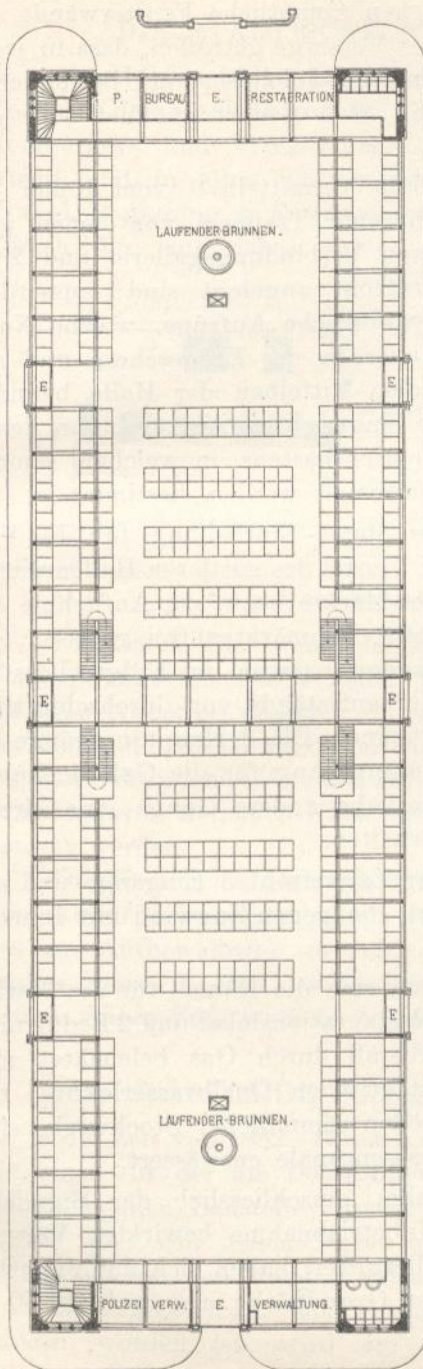 P. BUREAU E. RESTAURATION
LAUFENDER-BRUNNEN.
E. E.
E. E.
E E
LAUFENDER-BRUNNEN.
POLIZEI VERW. E. VERWALTUNG.